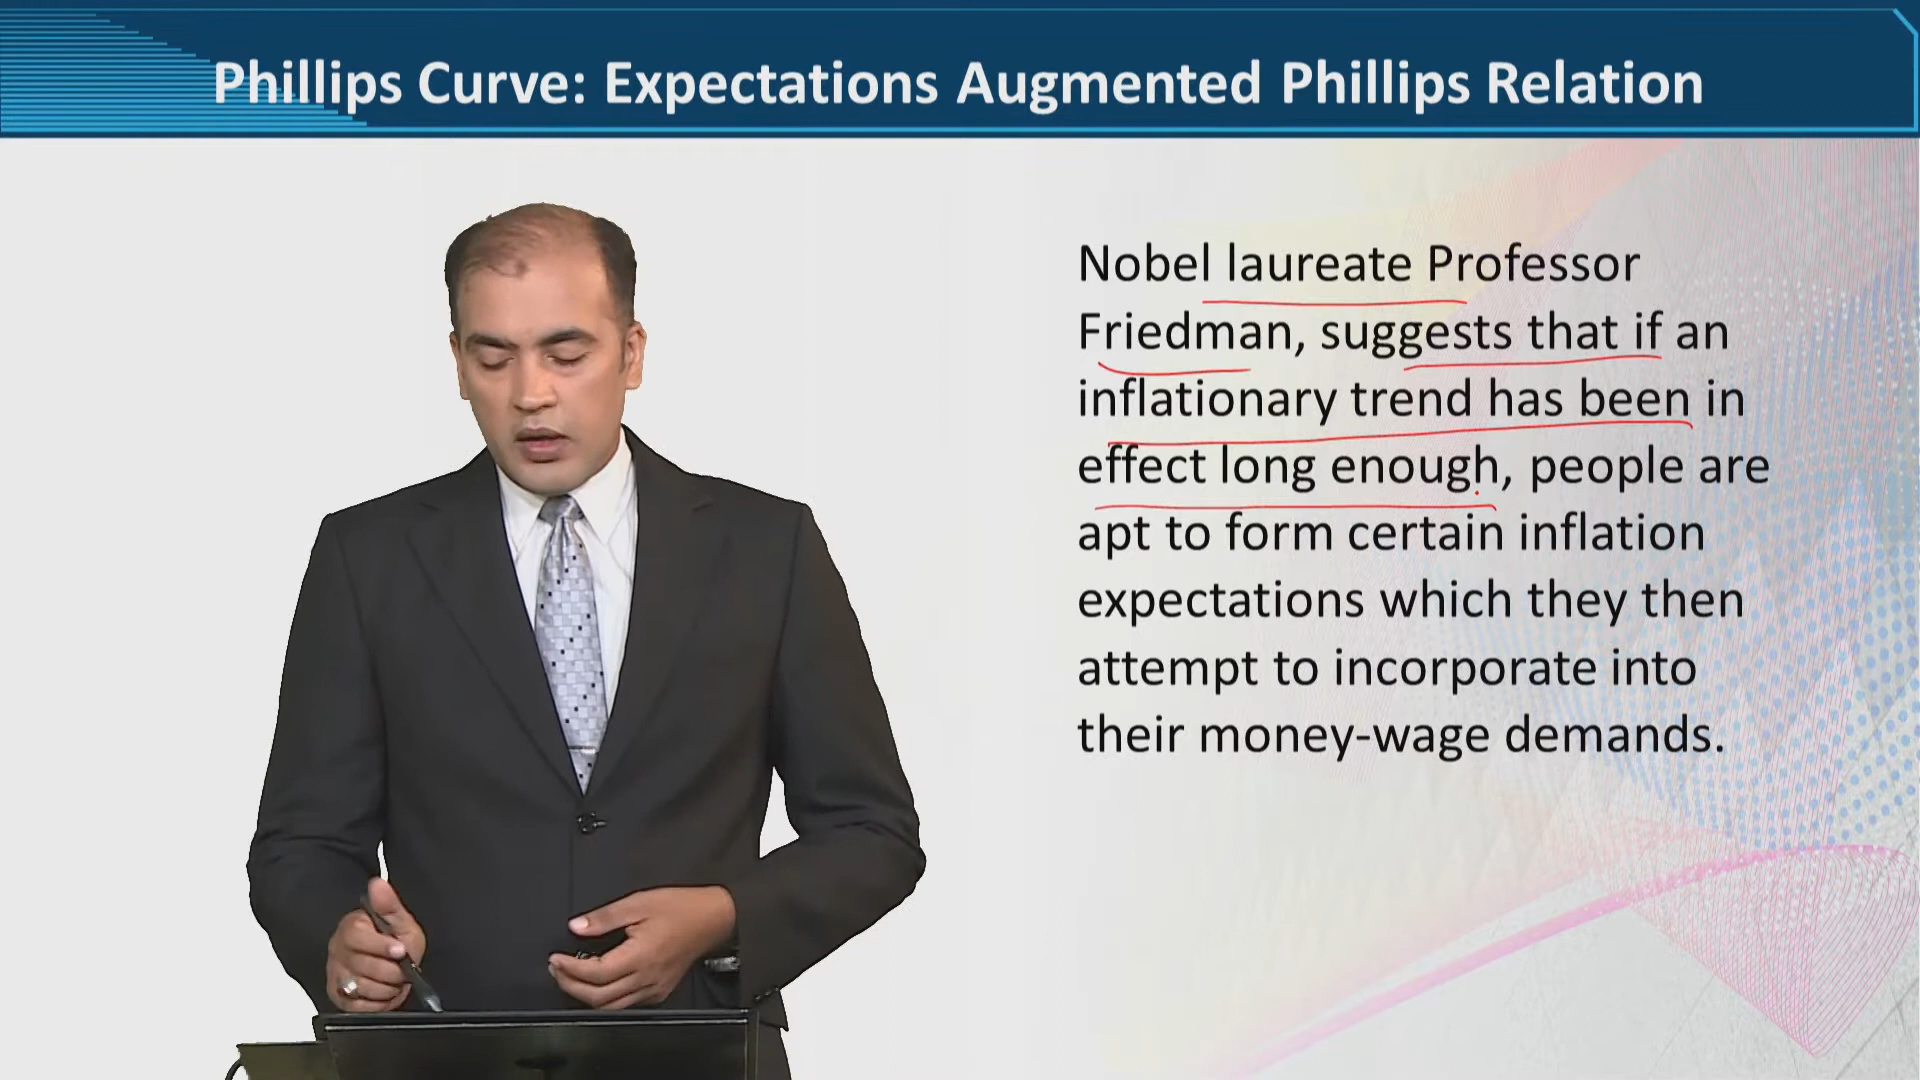 Phillips Curve: Expectations Augmented Phillips Relation
Nobel laureate Professor
Friedman, suggests that if an
inflationary trend has been in
effect long enough, people are
apt to form certain inflation
expectations which they then
attempt to incorporate into
their money-wage demands.